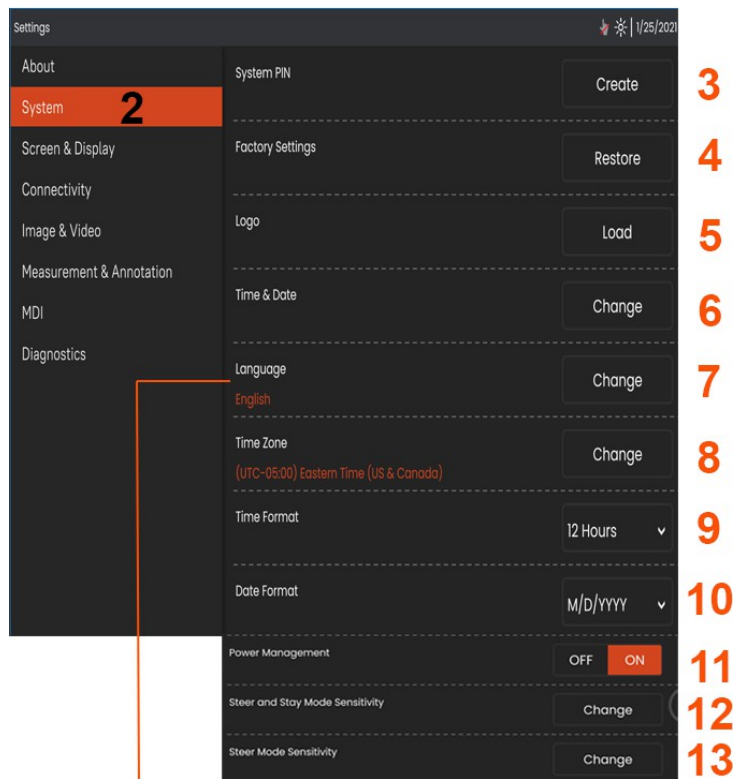 Settings
1/25/2021
About
System
2
Screen & Display
Connectivity
Image & Video
Measurement & Annotation
MDI
Diagnostics
System PIN
Create
3
Factory Settings
Restore
4
Logo
Load
5
Time & Date
Change
6
Language
English
Change
7
Time Zone
(UTC-05:00) Eastern Time (US & Canada)
Change
8
Time Format
12 Hours
9
Date Format
M/D/YYYY
10
Power Management
OFF
ON
11
Steer and Stay Mode Sensitivity
Change
12
Steer Mode Sensitivity
Change
13